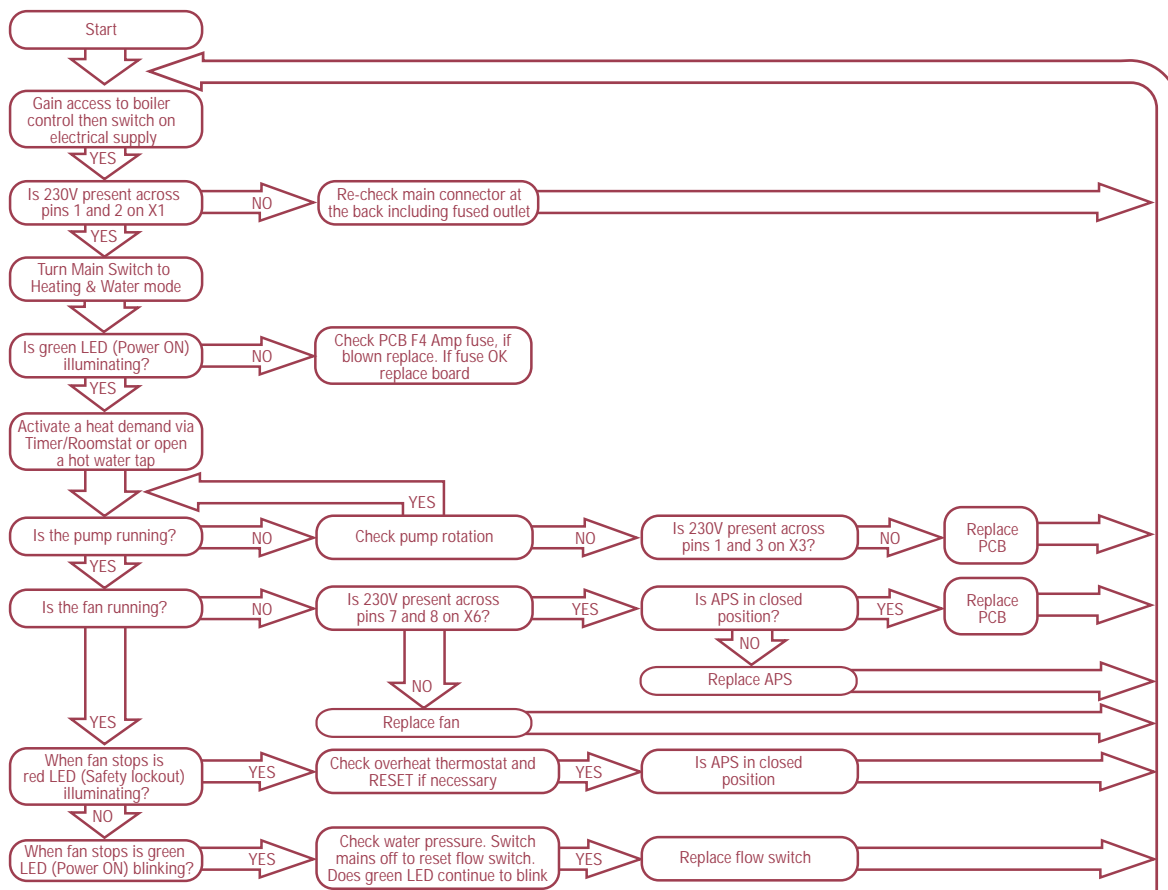 Start
Gain access to boiler
control then switch on
electrical supply
YES
Is 230V present across
pins 1 and 2 on X1
NO
Re-check main connector at
the back including fused outlet
YES
Turn Main Switch to
Heating & Water mode
Is green LED (Power ON)
illuminating?
NO
Check PCB F4 Amp fuse, if
blown replace. If fuse OK
replace board
YES
Activate a heat demand via
Timer/Roomstat or open
a hot water tap
YES
Is the pump running?
NO
Check pump rotation
NO
Is 230V present across
pins 1 and 3 on X3?
NO
Replace
PCB
YES
Is the fan running?
NO
Is 230V present across
pins 7 and 8 on X6?
YES
Is APS in closed
position?
YES
Replace
PCB
NO
Replace APS
NO
Replace fan
YES
When fan stops is
red LED (Safety lockout)
illuminating?
YES
Check overheat thermostat and
RESET if necessary
YES
Is APS in closed
position
NO
When fan stops is green
LED (Power ON) blinking?
YES
Check water pressure. Switch
mains off to reset flow switch.
Does green LED continue to blink
YES
Replace flow switch